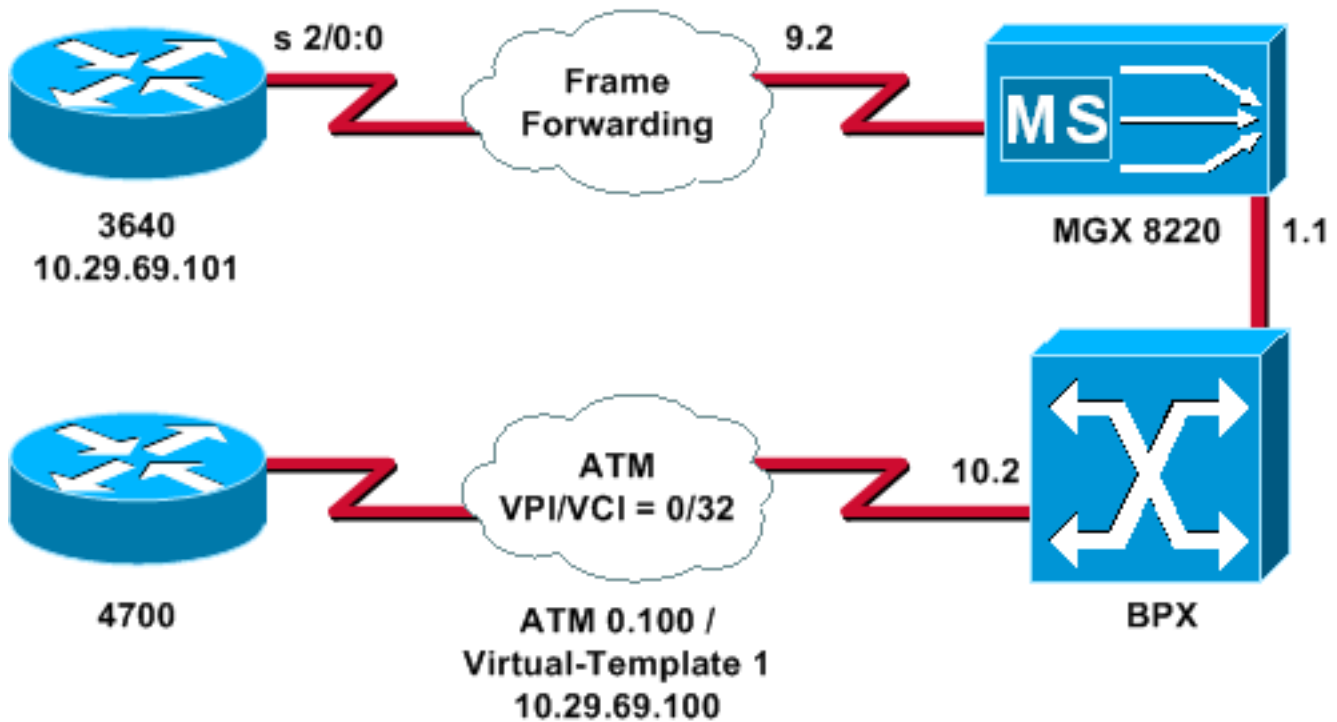 s 2/0:0
9.2
Frame
Forwarding
MS
3640
10.29.69.101
MGX 8220
1.1
ATM
VPI/VCI = 0/32
10.2
4700
ATM 0.100 /
Virtual-Template 1
10.29.69.100
BPX